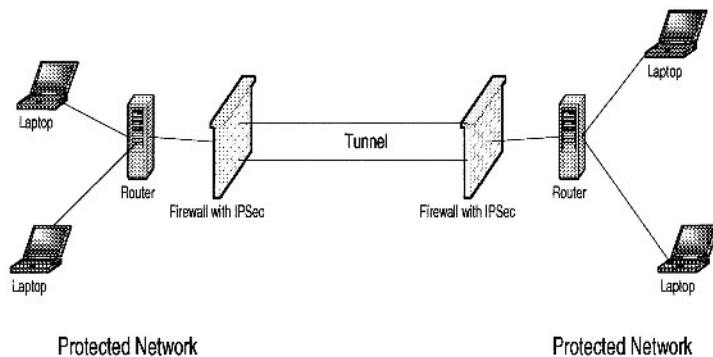 Laptop
Laptop
Tunnel
Router
Router
Firewall with IPSec
Firewall with IPSec
Laptop
Laptop
Protected Network
Protected Network